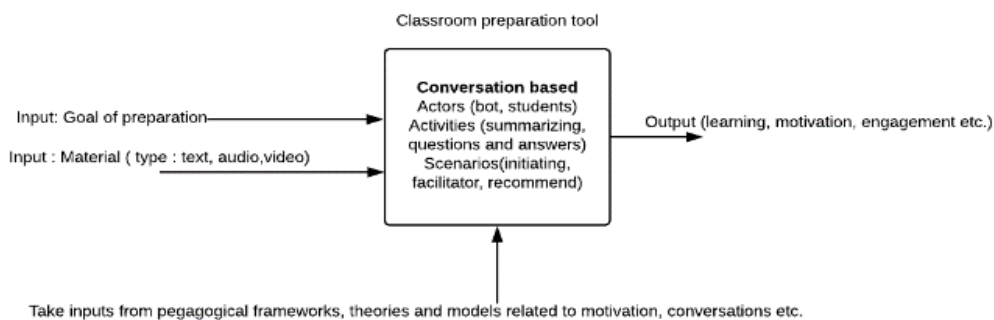 Classroom preparation tool
Conversation based
Actors (bot, students)
Activities (summarizing,
questions and answers)
Scenarios(initiating,
facilitator, recommend)
Input: Goal of preparation
Input : Material ( type : text, audio,video)
Output (learning, motivation, engagement etc.)
Take inputs from pegagogical frameworks, theories and models related to motivation, conversations etc.